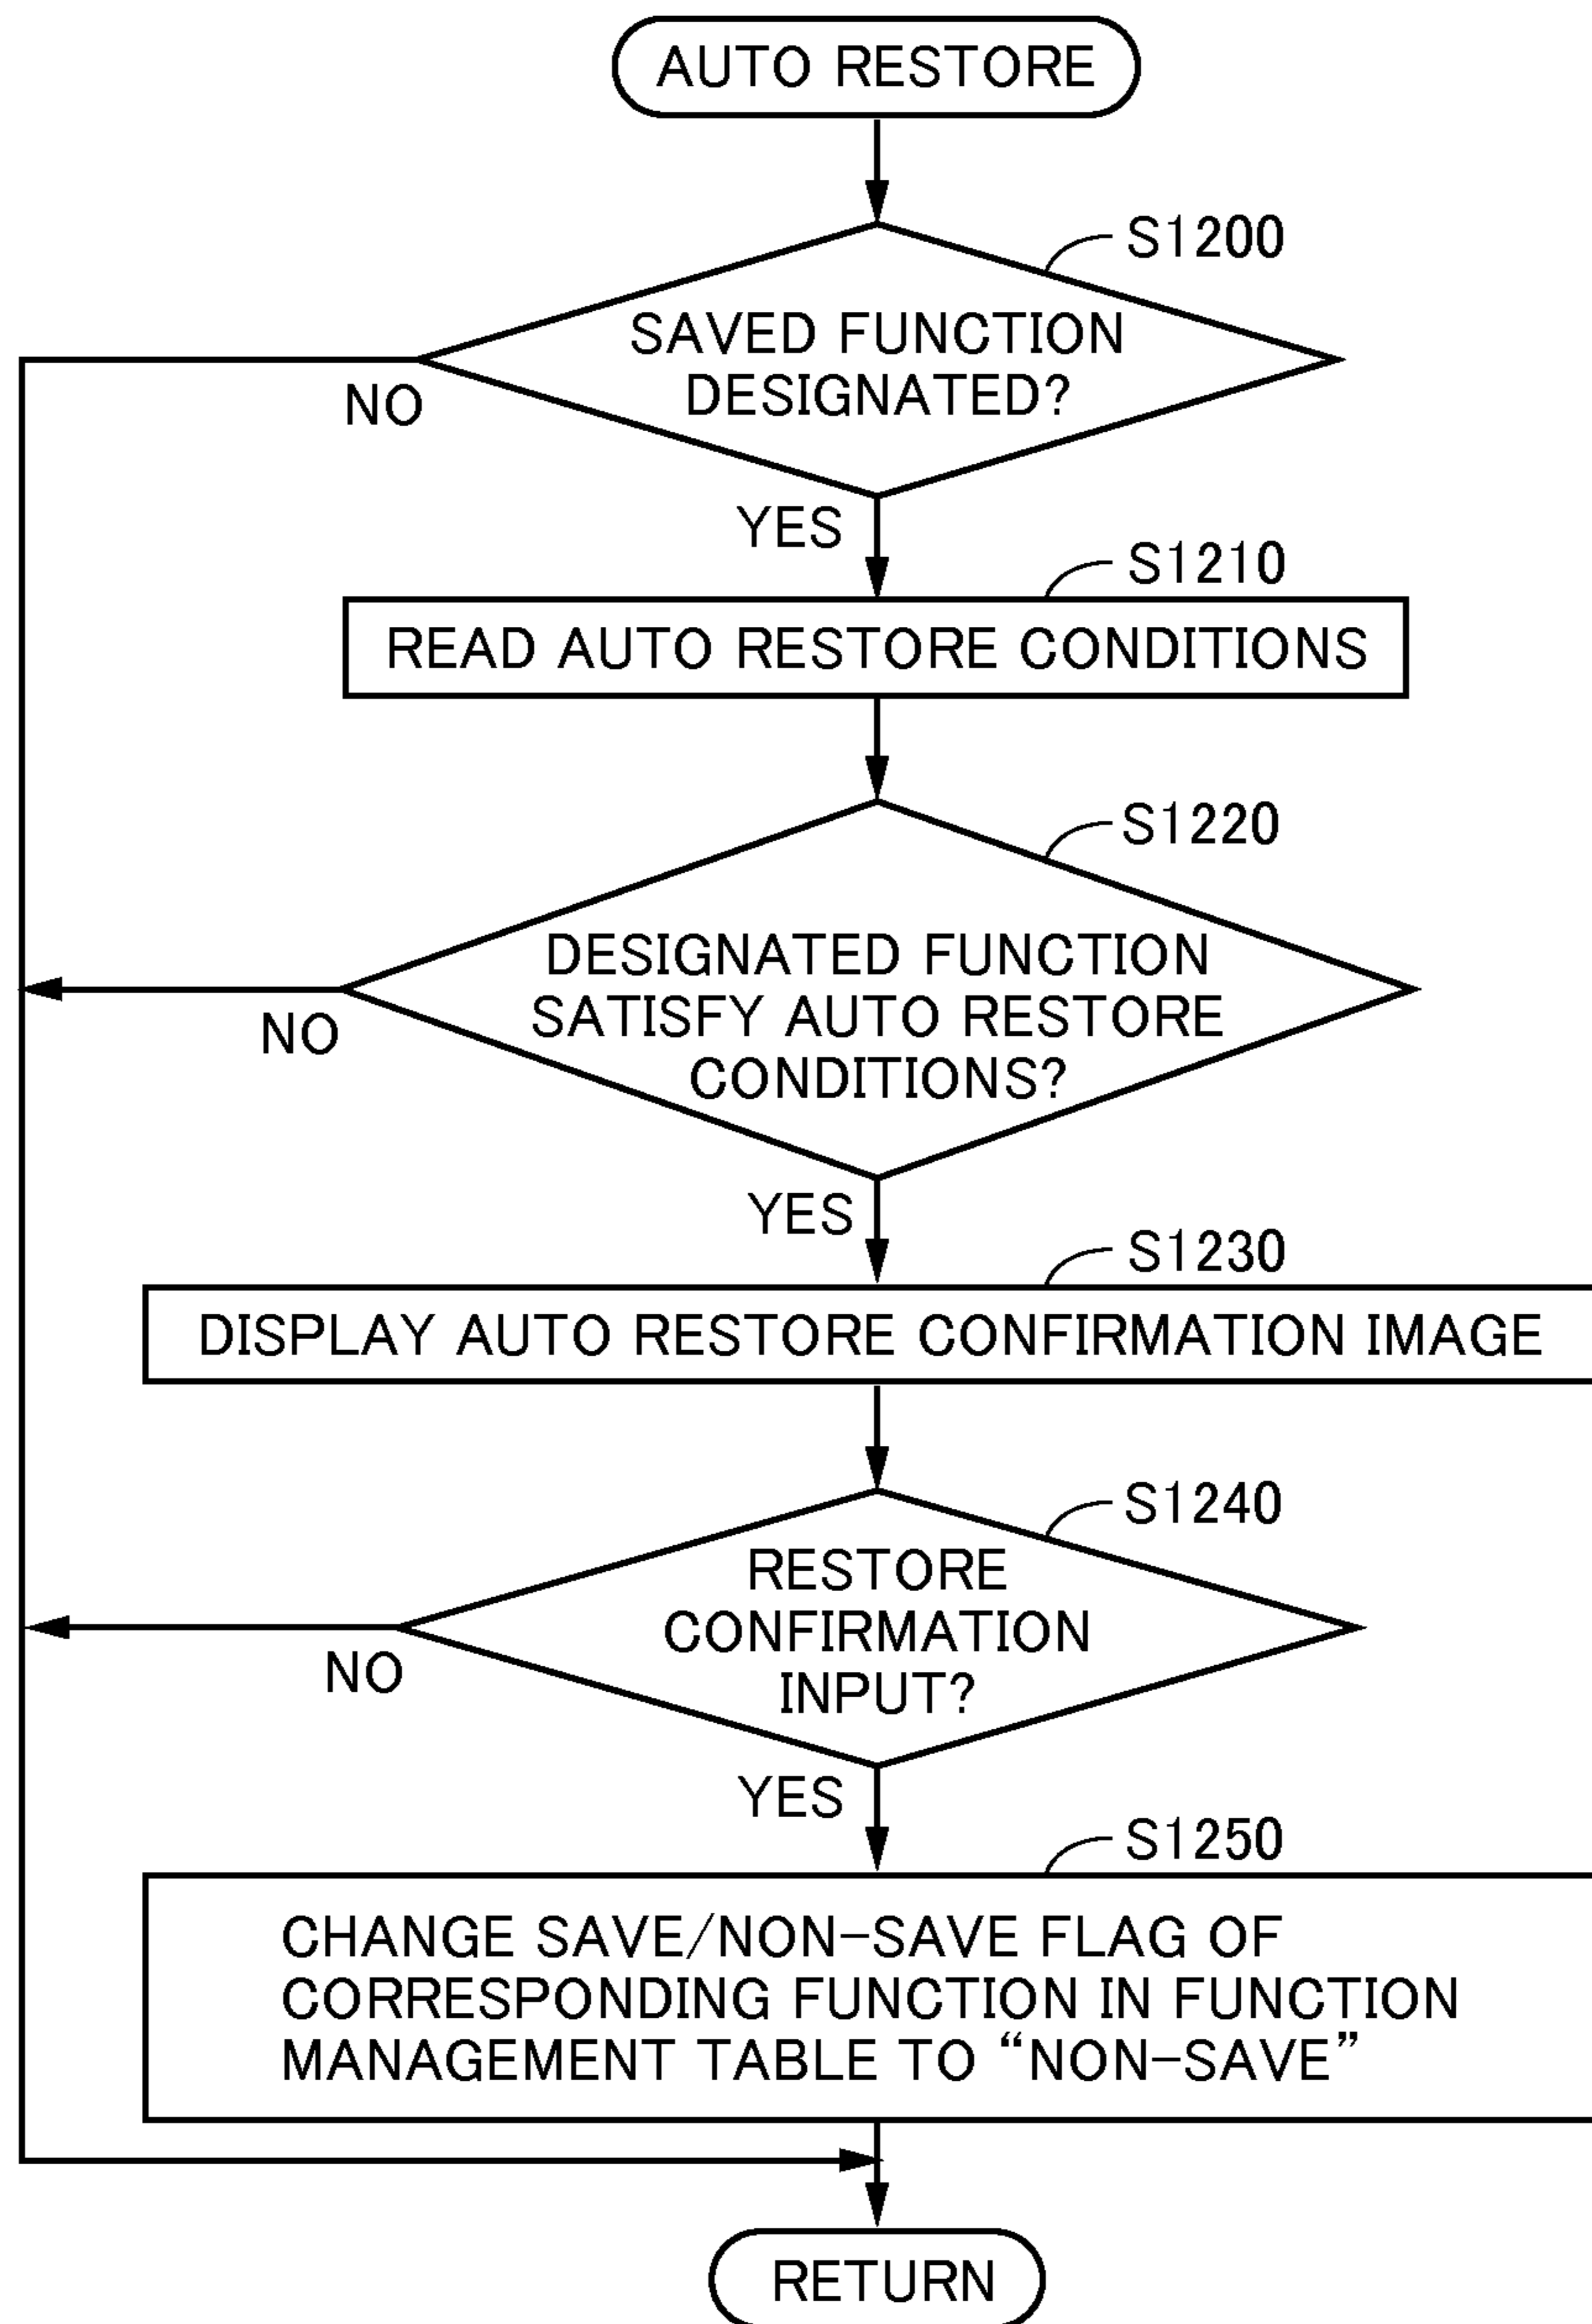 AUTO RESTORE
S1200
SAVED FUNCTION
DESIGNATED?
NO
YES
S1210
READ AUTO RESTORE CONDITIONS
S1220
DESIGNATED FUNCTION
SATISFY AUTO RESTORE
CONDITIONS?
NO
YES
S1230
DISPLAY AUTO RESTORE CONFIRMATION IMAGE
S1240
RESTORE
CONFIRMATION
INPUT?
NO
YES
S1250
CHANGE SAVE/NON-SAVE FLAG OF
CORRESPONDING FUNCTION IN FUNCTION
MANAGEMENT TABLE TO “NON-SAVE”
RETURN